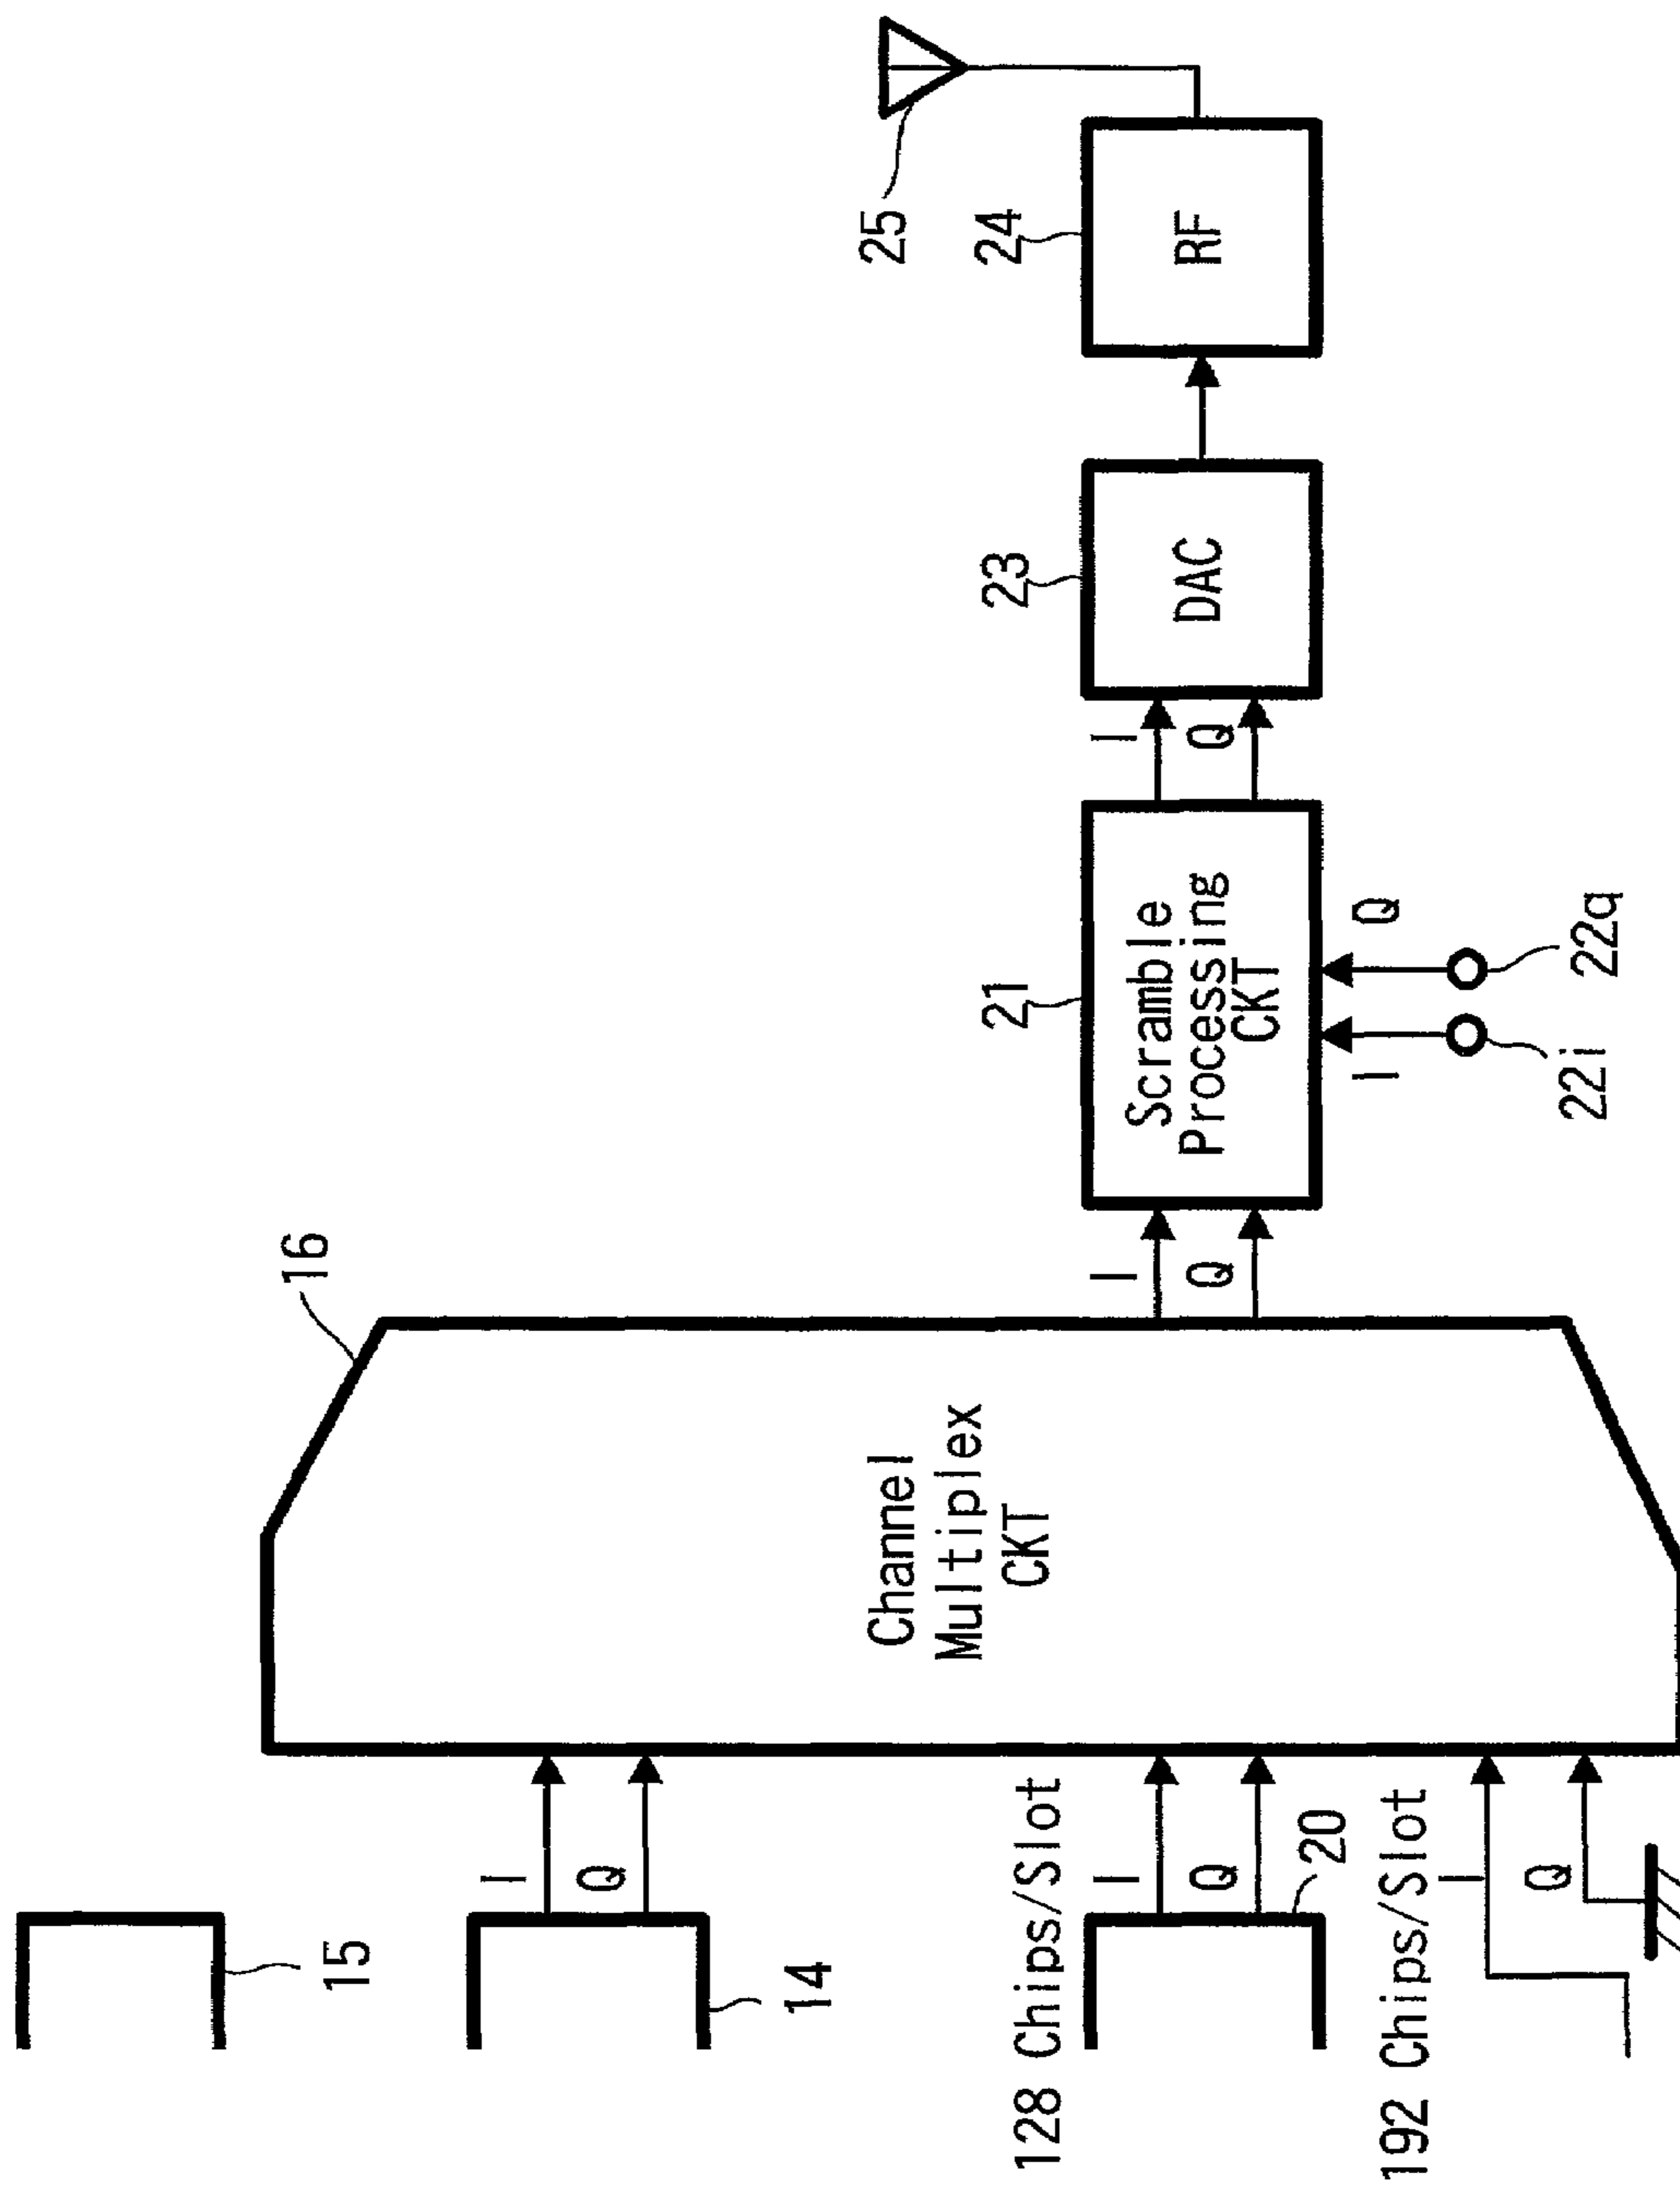 15
14
I
Q
128 Chips/Slot
I
Q
20
192 Chips/Slot
I
Q
16
Channel
Multiplex
CKT
I
Q
21
Scramble
Processing
CKT
I
Q
22i
22q
I
Q
23
DAC
24
RF
25